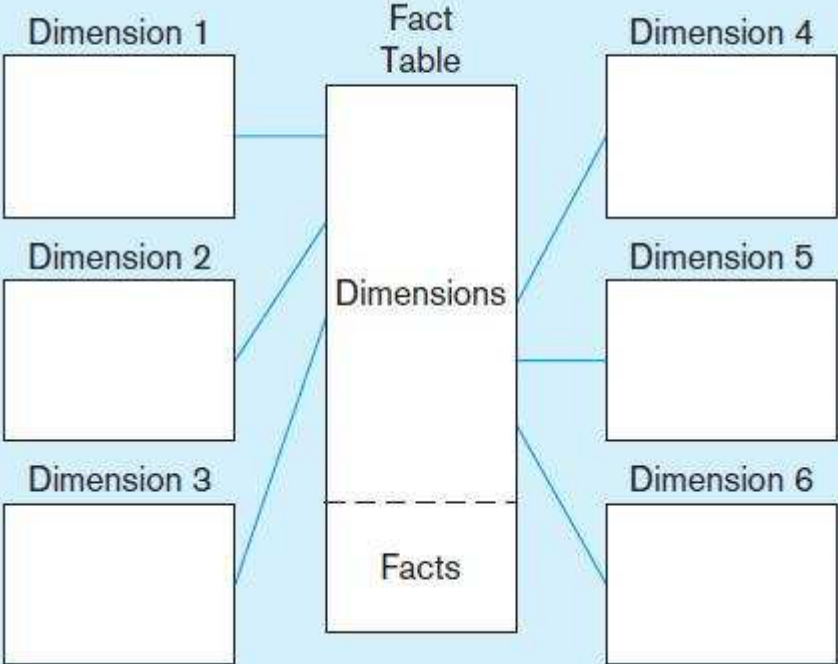 Dimension 1
Fact
Table
Dimension 4
Dimension 2
Dimension 5
Dimensions
Dimension 3
Dimension 6
Facts